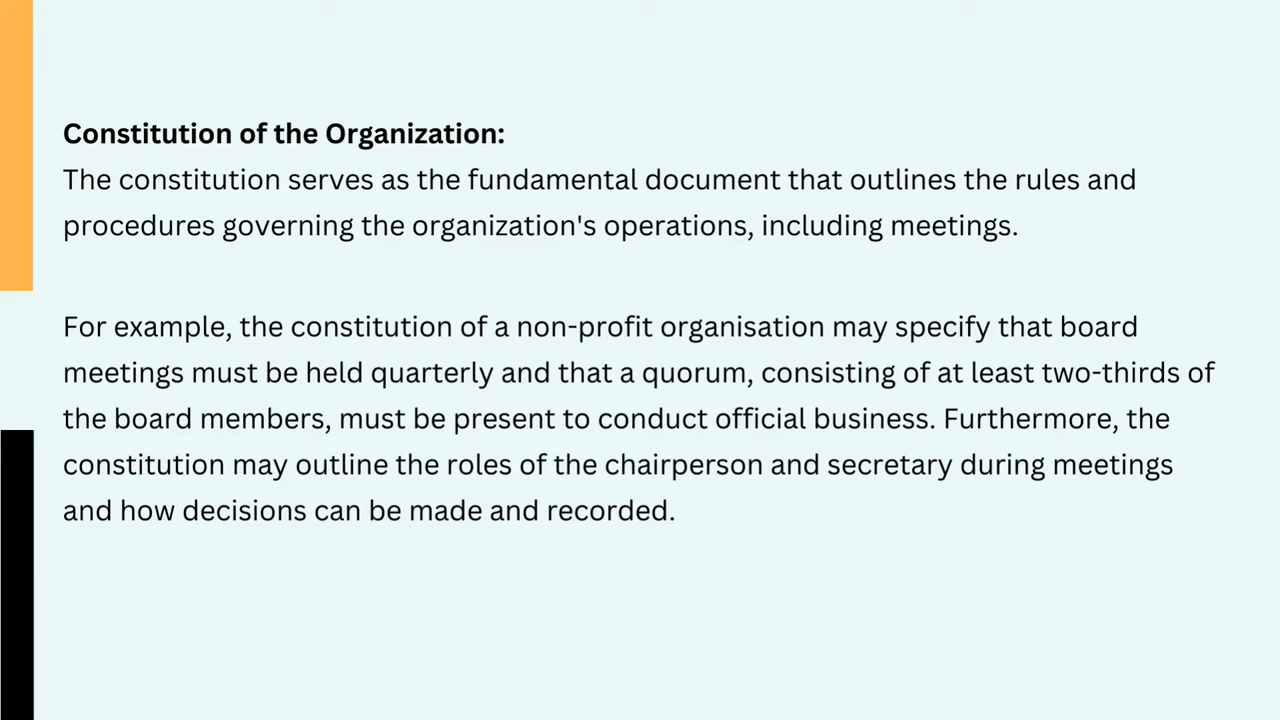 Constitution of the Organization:
The constitution serves as the fundamental document that outlines the rules and
procedures governing the organization's operations, including meetings.
For example, the constitution of a non-profit organisation may specify that board
meetings must be held quarterly and that a quorum, consisting of at least two-thirds of
the board members, must be present to conduct official business. Furthermore, the
constitution may outline the roles of the chairperson and secretary during meetings
and how decisions can be made and recorded.